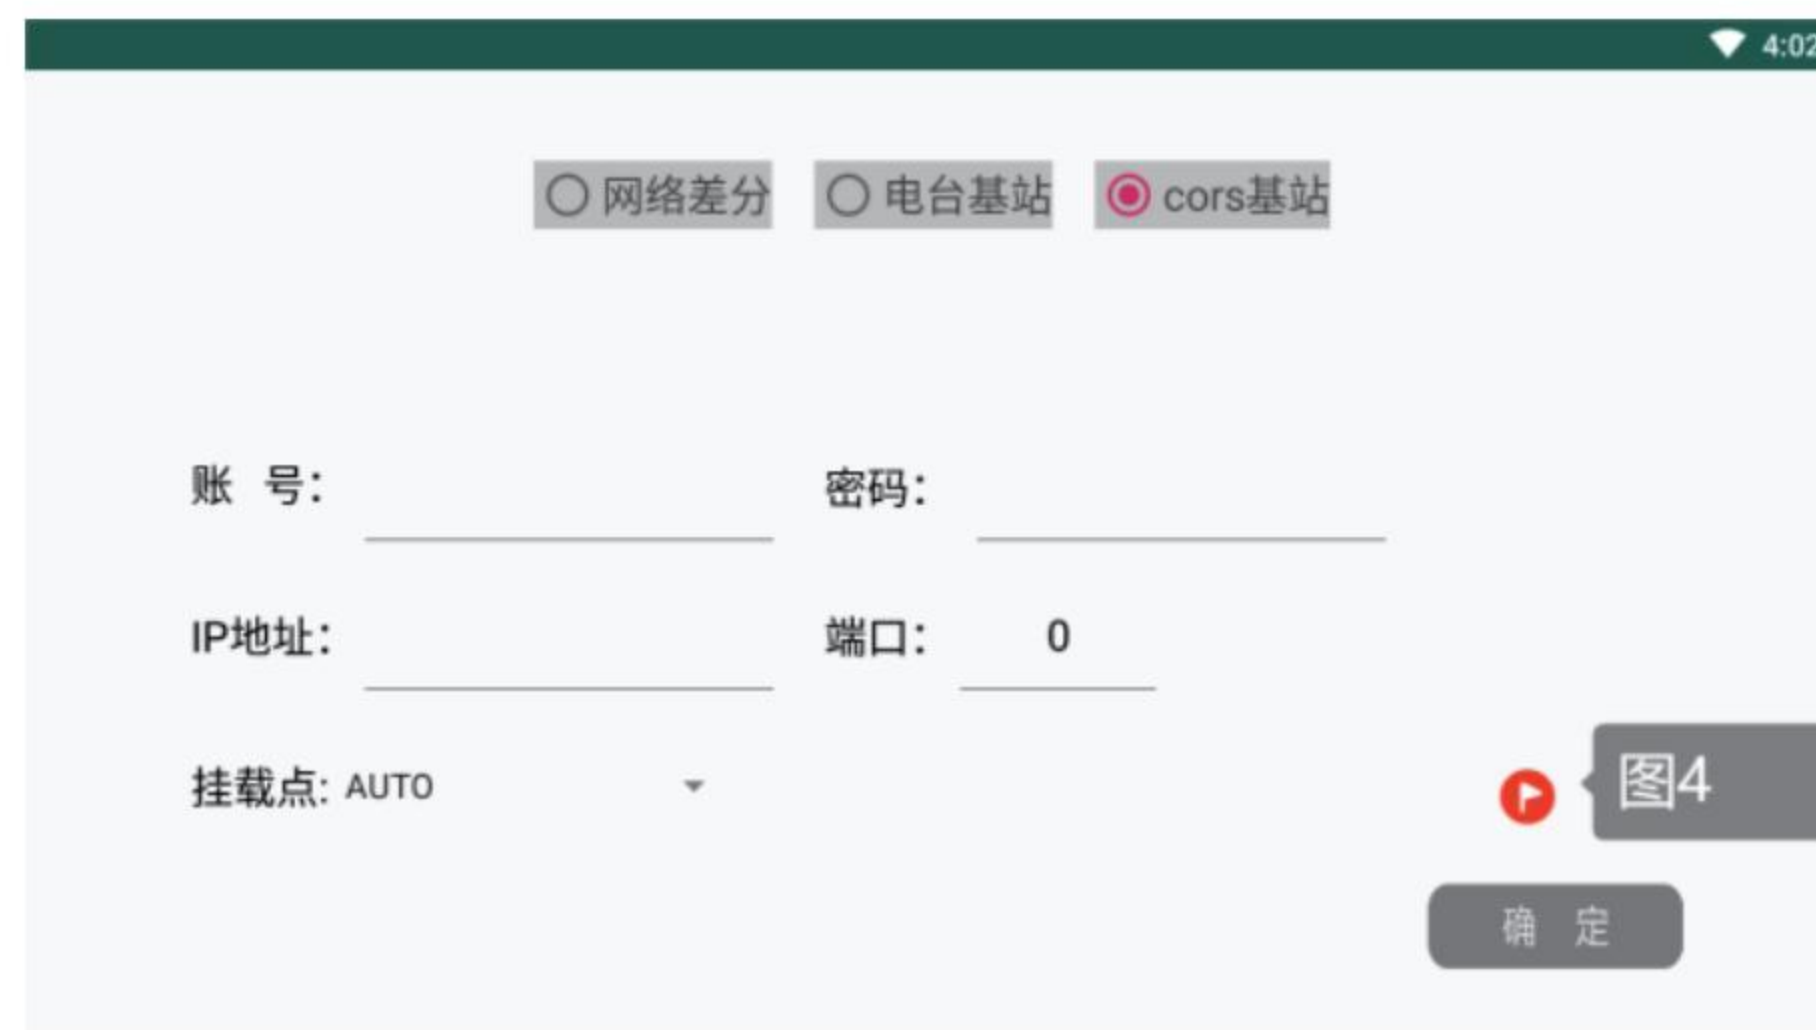 4:02
网络差分 电台基站 cors基站
账 号： 密码：
IP地址： 端口： 0
挂载点: AUTO
图4
确 定